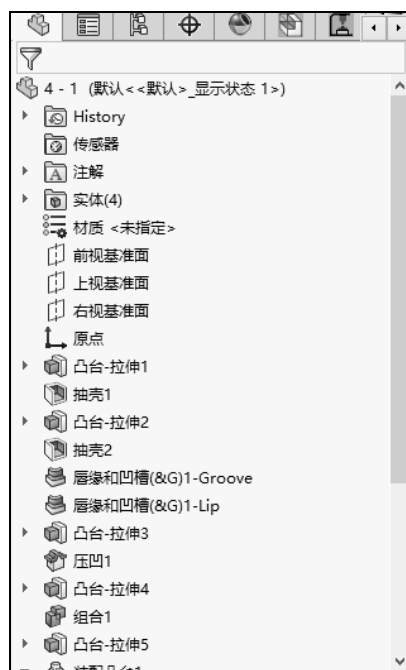 4 - 1 (默认<<默认>_显示状态 1>)
History
传感器
注解
实体(4)
材质 <未指定>
前视基准面
上视基准面
右视基准面
原点
凸台-拉伸1
抽壳1
凸台-拉伸2
抽壳2
唇缘和凹槽(&G)1-Groove
唇缘和凹槽(&G)1-Lip
凸台-拉伸3
压凹1
凸台-拉伸4
组合1
凸台-拉伸5